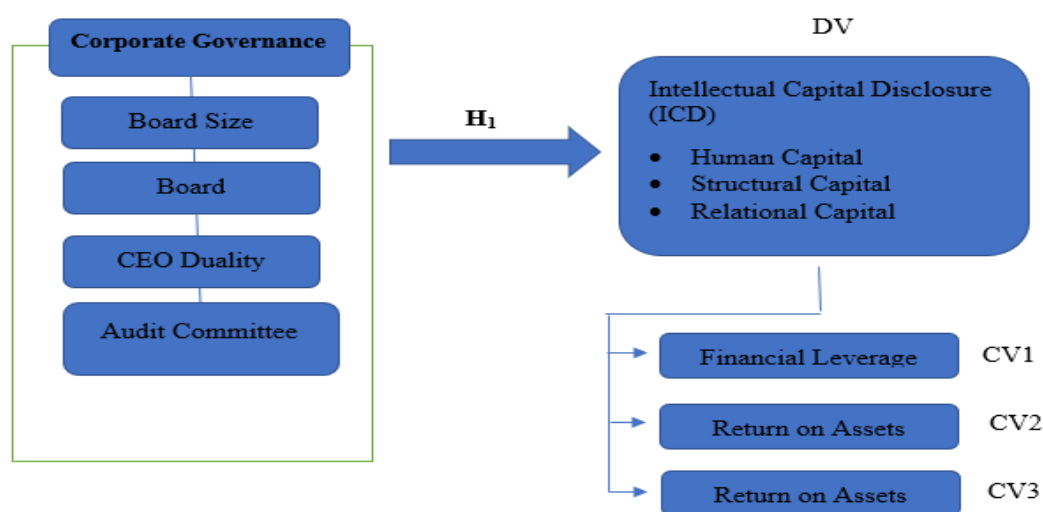 Corporate Governance
Board Size
Board
CEO Duality
Audit Committee
H₁
DV
Intellectual Capital Disclosure
(ICD)
• Human Capital
• Structural Capital
• Relational Capital
Financial Leverage
CV1
Return on Assets
CV2
Return on Assets
CV3